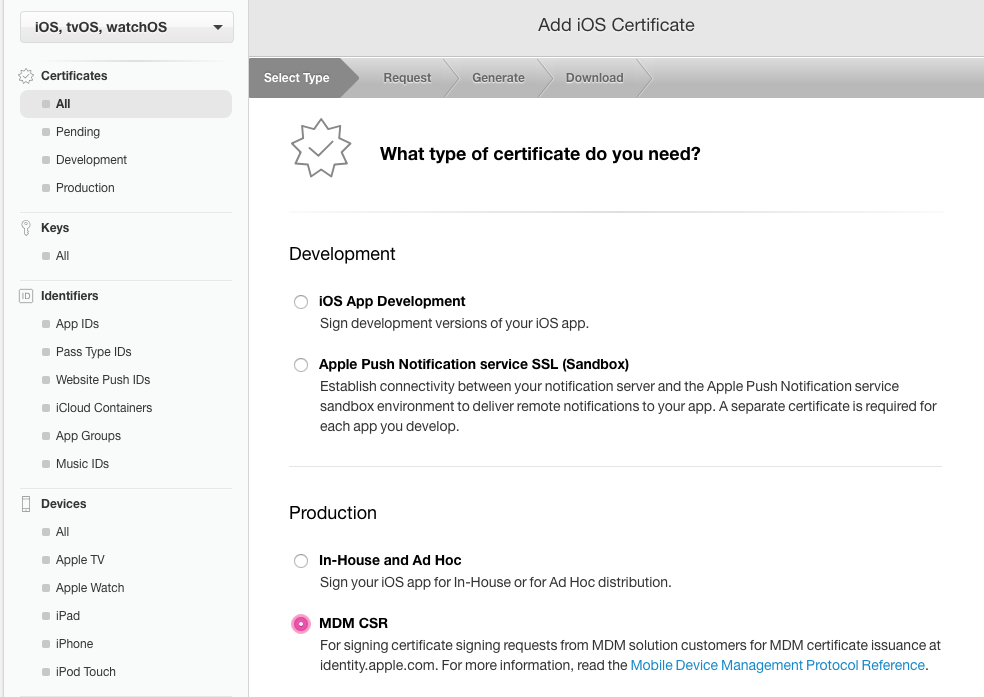 iOS, tvOS, watchOS
Certificates
All
Pending
Development
Production
Keys
All
ID Identifiers
App IDs
Pass Type IDs
Website Push IDs
iCloud Containers
App Groups
Music IDs
Devices
All
Apple TV
Apple Watch
iPad
iPhone
iPod Touch
Add iOS Certificate
Select Type Request Generate Download
What type of certificate do you need?
Development
iOS App Development
Sign development versions of your iOS app.
Apple Push Notification service SSL (Sandbox)
Establish connectivity between your notification server and the Apple Push Notification service
sandbox environment to deliver remote notifications to your app. A separate certificate is required for
each app you develop.
Production
In-House and Ad Hoc
Sign your iOS app for In-House or for Ad Hoc distribution.
MDM CSR
For signing certificate signing requests from MDM solution customers for MDM certificate issuance at
identity.apple.com. For more information, read the Mobile Device Management Protocol Reference.